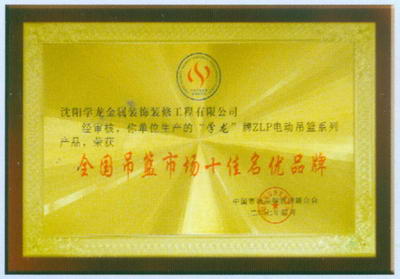 沈阳学龙金属装饰装修工程有限公司
经审核，你单位生产的“学龙”牌ZLP电动吊篮系列
产品，荣获
全国吊篮市场十佳名优品牌